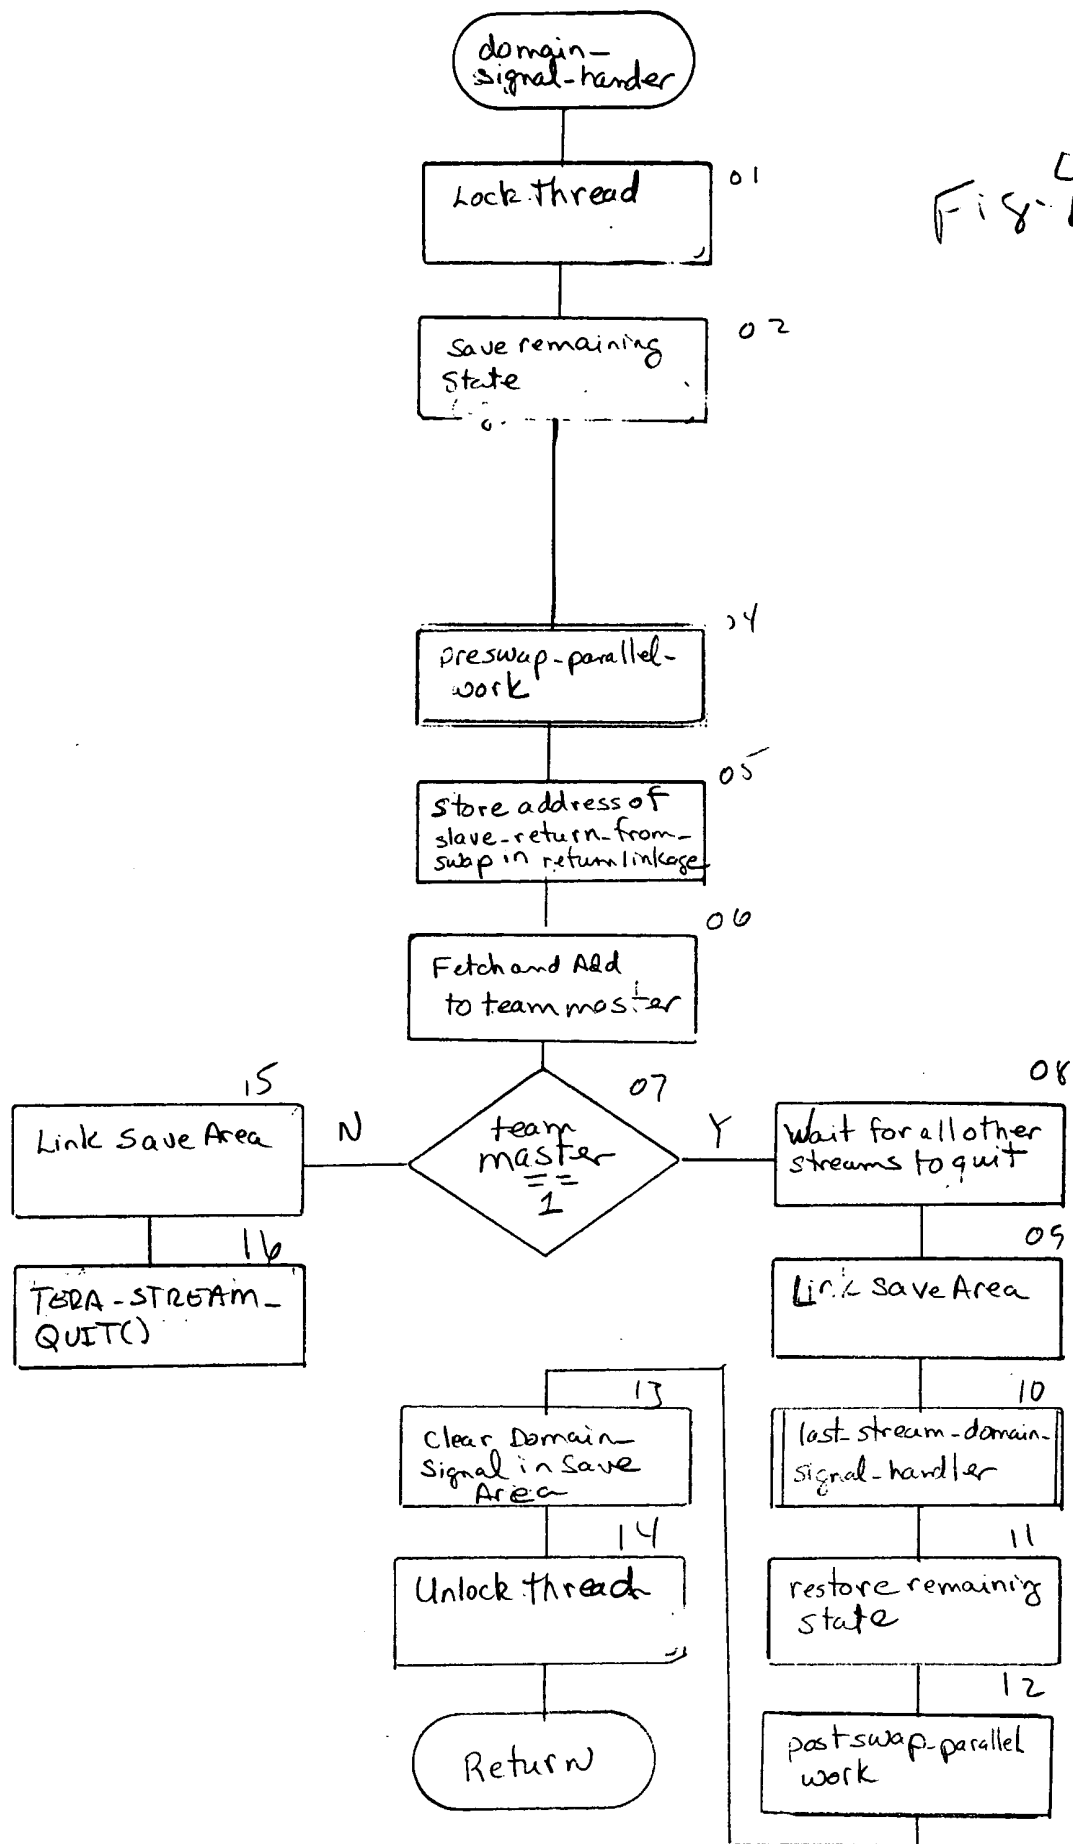 domain-
signal-hander
01
Lock thread
Fig.
02
save remaining
state
04
preswap-parallel-
work
05
store address of
slave-return-from-
swap in return linkage
06
Fetch and Add
to team master
07
team
master
==
1
N
Y
15
Link Save Area
16
TERA-STREAM-
QUIT()
08
Wait for all other
streams to quit
09
Link Save Area
10
last-stream-domain-
signal-handler
11
restore remaining
state
12
postswap-parallel
work
13
Clear Domain-
Signal in Save
Area
14
Unlock thread
Return